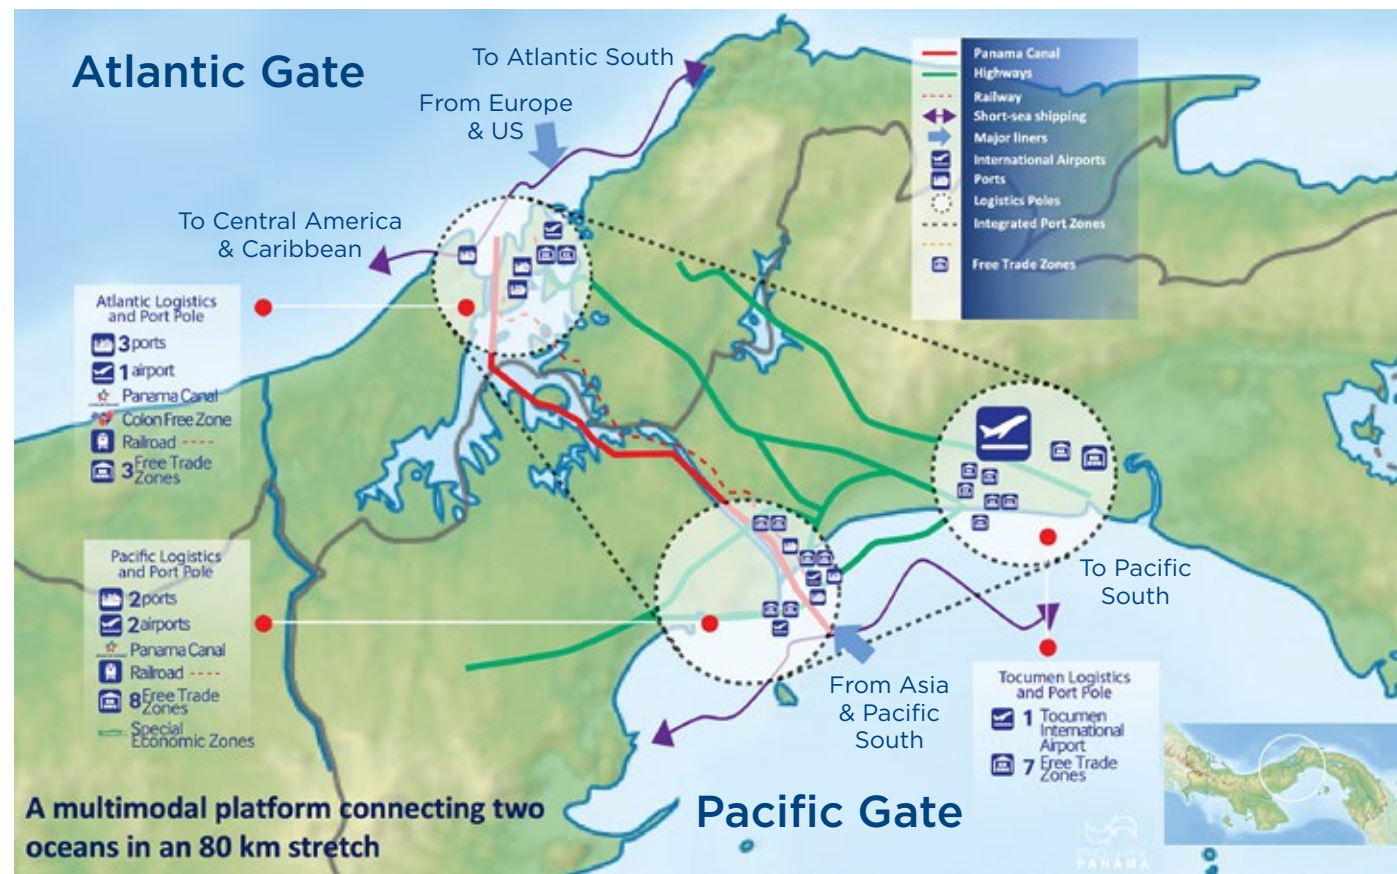 Atlantic Gate
To Atlantic South
From Europe
& US
To Central America
& Caribbean
Panama Canal
Highways
Railway
Short-sea shipping
Major liners
International Airports
Ports
Logistics Poles
Integrated Port Zones
Free Trade Zones
Atlantic Logistics
and Port Pole
3 ports
1 airport
Panama Canal
Colon Free Zone
Railroad
3 Free Trade
Zones
Pacific Logistics
and Port Pole
2 ports
2 airports
Panama Canal
Railroad
8 Free Trade
Zones
Special
Economic Zones
To Pacific
South
From Asia
& Pacific
South
Tocumen Logistics
and Port Pole
1 Tocumen
International
Airport
7 Free Trade
Zones
A multimodal platform connecting two
oceans in an 80 km stretch
Pacific Gate
PANAMA